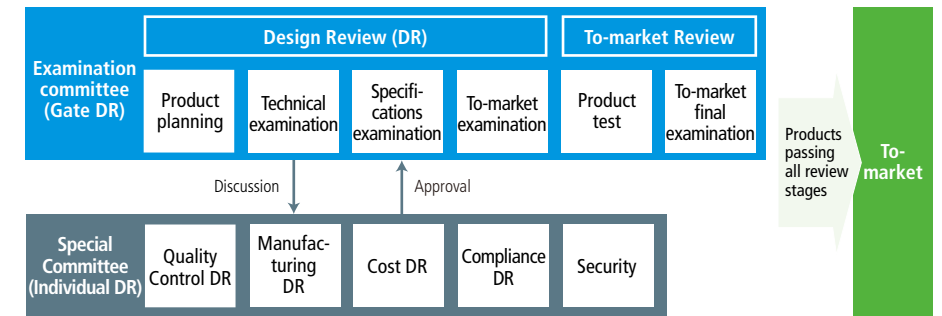 Design Review (DR)
To-market Review
Examination
committee
(Gate DR)
Product
planning
Technical
examination
Specifi-
cations
examination
To-market
examination
Product
test
To-market
final
examination
Products
passing
all review
stages
To-
market
Discussion
Approval
Special
Committee
(Individual DR)
Quality
Control DR
Manufac-
turing
DR
Cost DR
Compliance
DR
Security